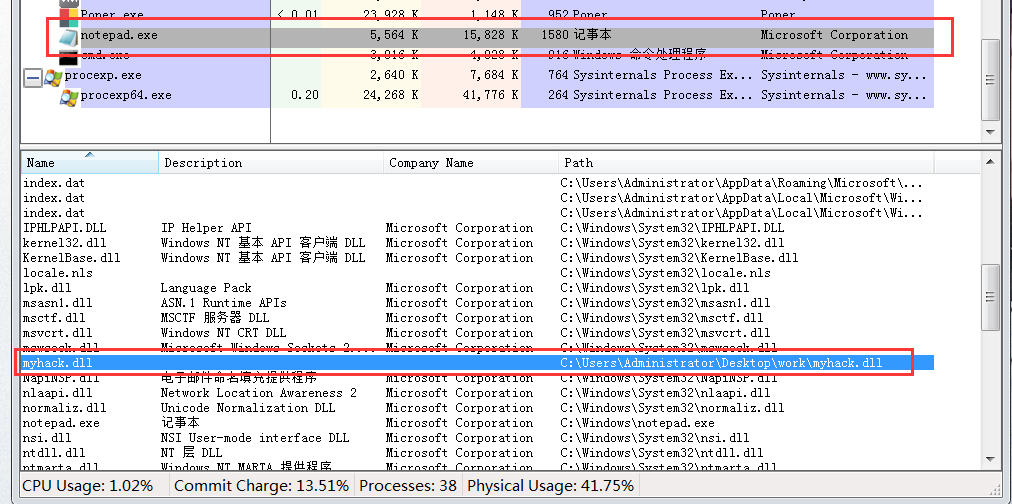 Poner.exe < 0.01 23,928 K 1,148 K 952 Poner Poner
notepad.exe 5,564 K 15,828 K 1580 记事本 Microsoft Corporation
cmd.exe 816 Windows 命令处理程序 Microsoft Corporation
procexp.exe 2,640 K 7,684 K 764 Sysinternals Process Ex... Sysinternals - www.sy...
procexp64.exe 0.20 24,268 K 41,776 K 264 Sysinternals Process Ex... Sysinternals - www.sy...
Name Description Company Name Path
index.dat C:\Users\Administrator\AppData\Roaming\Microsoft\...
index.dat C:\Users\Administrator\AppData\Local\Microsoft\Wi...
index.dat C:\Users\Administrator\AppData\Local\Microsoft\Wi...
IPHLPAPI.DLL IP Helper API Microsoft Corporation C:\Windows\System32\IPHLPAPI.DLL
kernel32.dll Windows NT 基本 API 客户端 DLL Microsoft Corporation C:\Windows\System32\kernel32.dll
KernelBase.dll Windows NT 基本 API 客户端 DLL Microsoft Corporation C:\Windows\System32\KernelBase.dll
locale.nls C:\Windows\System32\locale.nls
lpk.dll Language Pack Microsoft Corporation C:\Windows\System32\lpk.dll
msasn1.dll ASN.1 Runtime APIs Microsoft Corporation C:\Windows\System32\msasn1.dll
msctf.dll MSCTF 服务器 DLL Microsoft Corporation C:\Windows\System32\msctf.dll
msvcrt.dll Windows NT CRT DLL Microsoft Corporation C:\Windows\System32\msvcrt.dll
mswsock.dll Microsoft Windows Sockets 2.... Microsoft Corporation C:\Windows\System32\mswsock.dll
myhack.dll C:\Users\Administrator\Desktop\work\myhack.dll
NapiNSP.dll 电子邮件命名填充提供程序 Microsoft Corporation C:\Windows\System32\NapiNSP.dll
nlaapi.dll Network Location Awareness 2 Microsoft Corporation C:\Windows\System32\nlaapi.dll
normaliz.dll Unicode Normalization DLL Microsoft Corporation C:\Windows\System32\normaliz.dll
notepad.exe 记事本 Microsoft Corporation C:\Windows\notepad.exe
nsi.dll NSI User-mode interface DLL Microsoft Corporation C:\Windows\System32\nsi.dll
ntdll.dll NT 层 DLL Microsoft Corporation C:\Windows\System32\ntdll.dll
ntmarta.dll Windows NT MARTA 提供程序 Microsoft Corporation C:\Windows\System32\ntmarta.dll
CPU Usage: 1.02% Commit Charge: 13.51% Processes: 38 Physical Usage: 41.75%